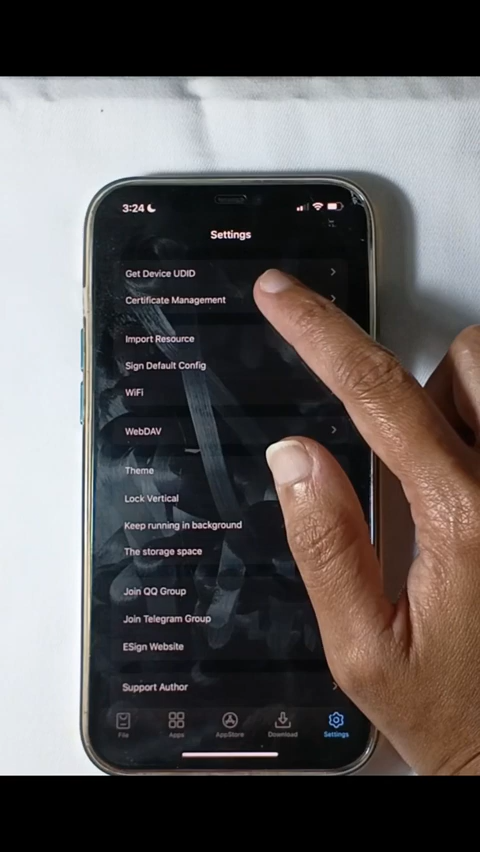 3:24
Settings
Get Device UDID
Certificate Management
Import Resource
Sign Default Config
WiFi
WebDAV
Theme
Lock Vertical
Keep running in background
The storage space
Join QQ Group
Join Telegram Group
ESign Website
Support Author
File
Apps
AppStore
Download
Settings